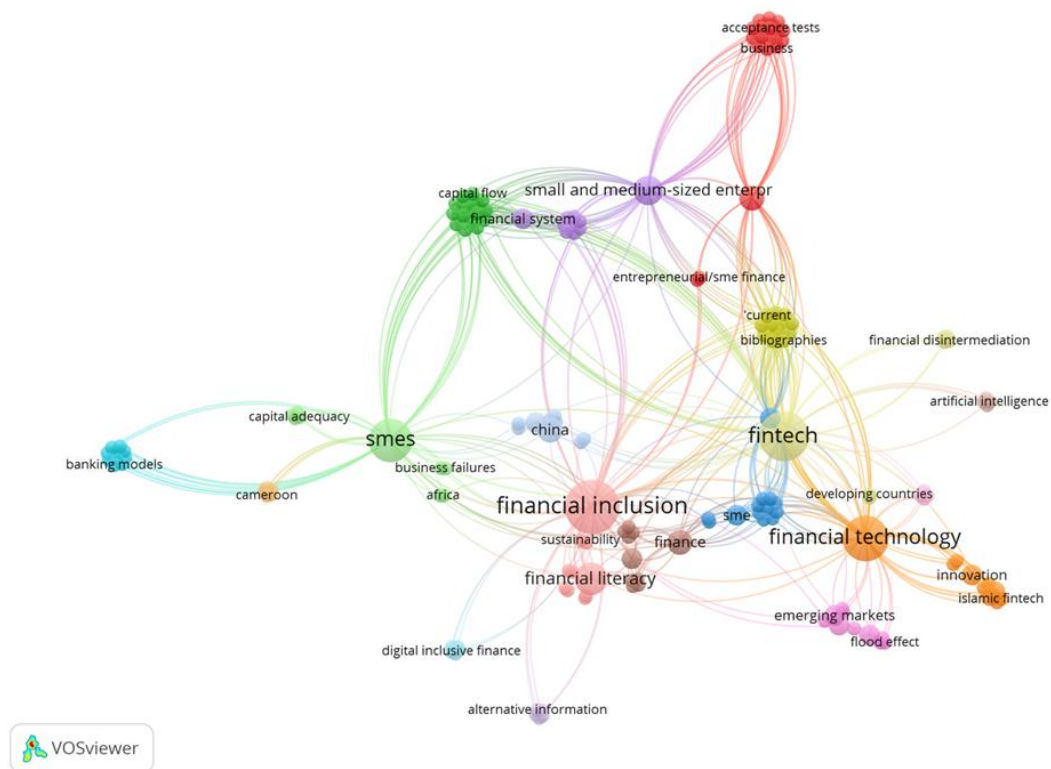 acceptance tests
business
capital flow
small and medium-sized enterpr
financial system
entrepreneurial/sme finance
'current
bibliographies
financial disintermediation
artificial intelligence
capital adequacy
smes
china
fintech
banking models
business failures
cameroon
africa
developing countries
financial inclusion
sme
sustainability
finance
financial technology
financial literacy
innovation
islamic fintech
emerging markets
flood effect
digital inclusive finance
alternative information
VOSviewer